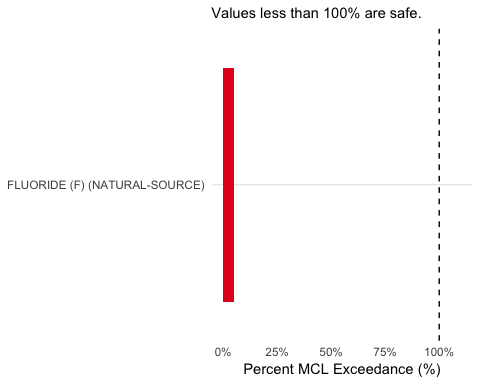 Values less than 100% are safe.
FLUORIDE (F) (NATURAL-SOURCE)
0% 25% 50% 75% 100%
Percent MCL Exceedance (%)